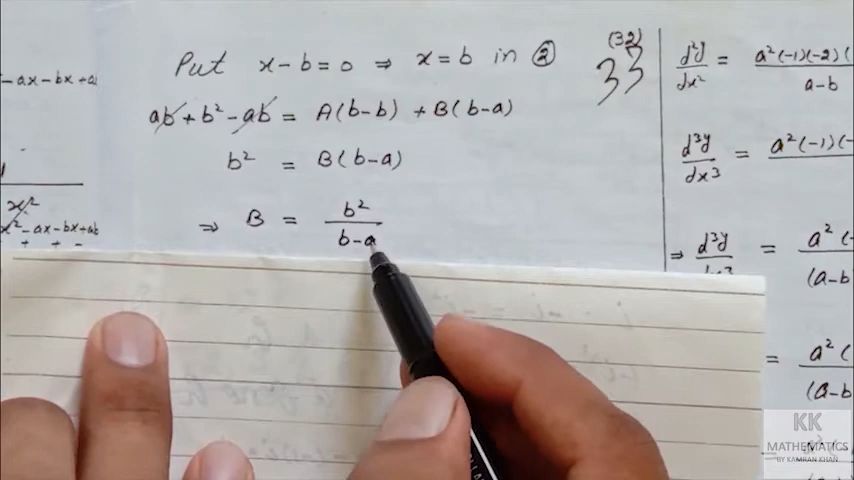 -ax-bx+ab
x²
x²-ax-bx+ab
+ + -
Put x-b=0 ⇒ x=b in ②
ab+b²-ab = A(b-b) +B(b-a)
b² = B(b-a)
⇒ B = b²/b-a
(32)
33
d²y/dx² = a²(-1)(-2)(/a-b
d³y/dx³ = a²(-1)(-
⇒ d³y = a²(/(a-b
= a²(/(a-b
KK
MATHEMATICS
BY KAMRAN KHAN